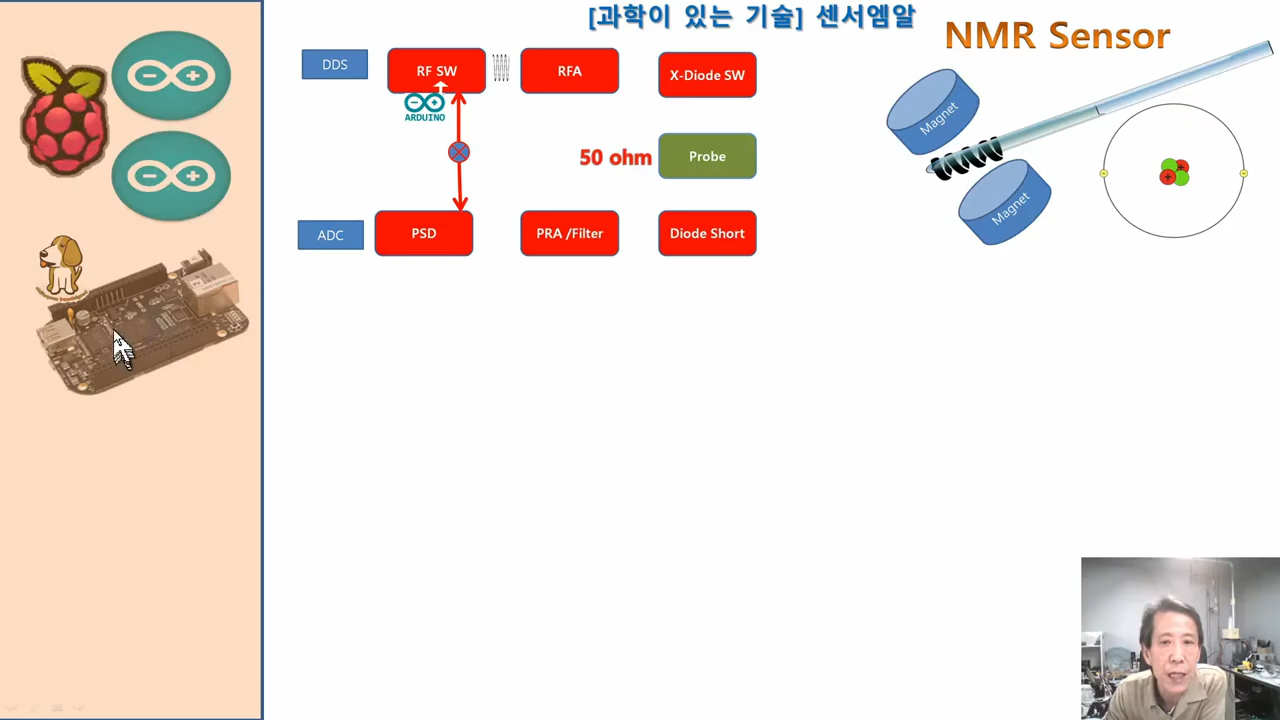 [과학이 있는 기술] 센서엠알
NMR Sensor
DDS
RF SW
RFA
X-Diode SW
ARDUINO
Magnet
50 ohm
Probe
Magnet
ADC
PSD
PRA /Filter
Diode Short